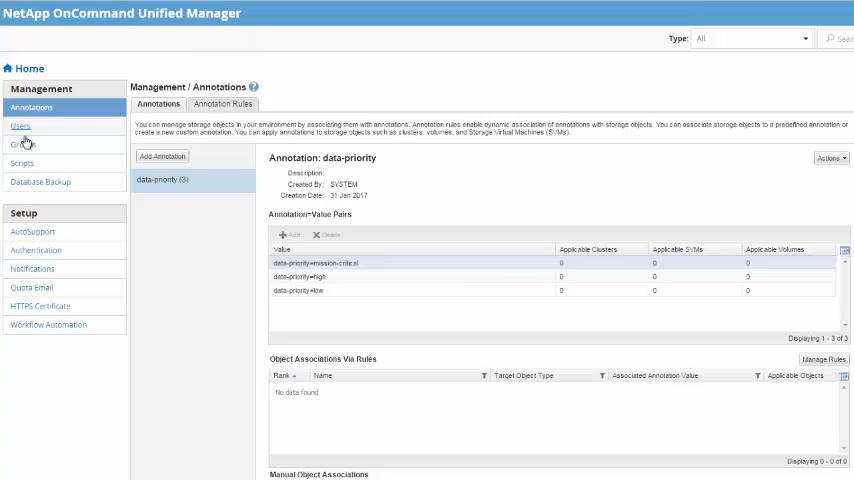 NetApp OnCommand Unified Manager
Type: All
Home
Management
Annotations
Users
Scripts
Database Backup
Setup
AutoSupport
Authentication
Notifications
Quota Email
HTTPS Certificate
Workflow Automation
Management / Annotations
Annotations Annotation Rules
You can manage storage objects in your environment by associating them with annotations. Annotation rules enable dynamic association of annotations with storage objects. You can associate storage objects to a predefined annotation or
create a new custom annotation. You can apply annotations to storage objects such as clusters, volumes, and Storage Virtual Machines (SVMs).
Add Annotation
data-priority (3)
Annotation: data-priority
Actions
Description:
Created By: SYSTEM
Creation Date: 31 Jan 2017
Annotation=Value Pairs
Add Delete
Value Applicable Clusters Applicable SVMs Applicable Volumes
data-priority=mission-critical 0 0 0
data-priority=high 0 0 0
data-priority=low 0 0 0
Displaying 1 - 3 of 3
Object Associations Via Rules
Manage Rules
Rank Name Target Object Type Associated Annotation Value Applicable Objects
No data found
Displaying 0 - 0 of 0
Manual Object Associations